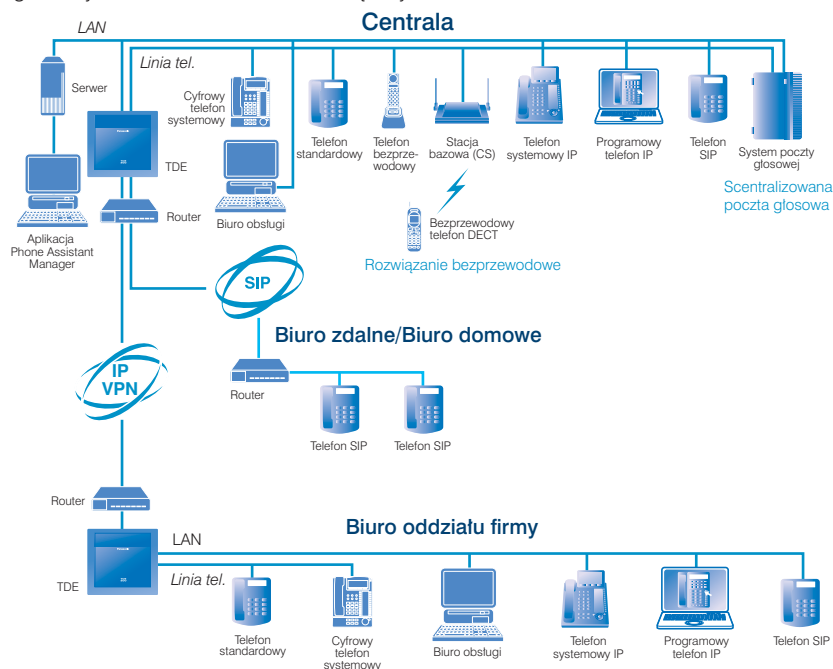 Centrala
LAN
Linia tel.
Serwer
Cyfrowy
telefon
systemowy
Telefon
standardowy
Telefon
bezprze-
wodowy
Stacja
bazowa (CS)
Telefon
systemowy IP
Programowy
telefon IP
Telefon
SIP
System poczty
głosowej
TDE
Scentralizowana
poczta głosowa
Router
Biuro obsługi
Bezprzewodowy
telefon DECT
Aplikacja
Phone Assistant
Manager
Rozwiązanie bezprzewodowe
SIP
Biuro zdalne/Biuro domowe
IP
VPN
Router
Telefon SIP
Telefon SIP
Router
Biuro oddziału firmy
LAN
TDE
Linia tel.
Telefon
standardowy
Cyfrowy
telefon
systemowy
Biuro obsługi
Telefon
systemowy IP
Programowy
telefon IP
Telefon SIP